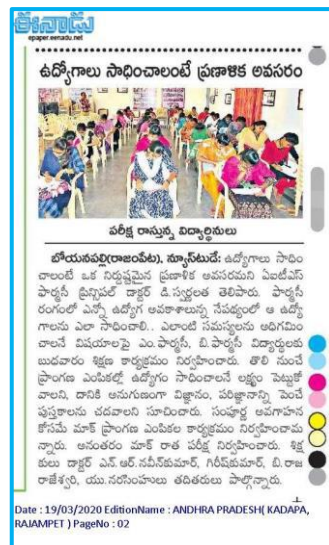 ఈనాడు
epaper.eenadu.net
ఉద్యోగాలు సాధించాలంటే ప్రణాళిక అవసరం
పరీక్ష రాస్తున్న విద్యార్థినులు
బోయనపల్లి(రాజంపేట), న్యూస్‌టుడే: ఉద్యోగాలు సాధిం
చాలంటే ఒక నిర్దుష్టమైన ప్రణాళిక అవసరమని ఏఐటీఎస్
ఫార్మసీ ప్రిన్సిపల్ డాక్టర్ డి.స్వర్ణలత తెలిపారు. ఫార్మసీ
రంగంలో ఎన్నో ఉద్యోగ అవకాశాలున్న నేపథ్యంలో ఆ ఉద్యో
గాలను ఎలా సాధించాలి.. ఎలాంటి సమస్యలను అధిగమిం
చాలనే విషయాలపై ఎం.ఫార్మసీ, బి.ఫార్మసీ విద్యార్థులకు
బుధవారం శిక్షణ కార్యక్రమం నిర్వహించారు. తొలి నుంచే
ప్రాంగణ ఎంపికల్లో ఉద్యోగం సాధించాలనే లక్ష్యం పెట్టుకో
వాలని, దానికి అనుగుణంగా విజ్ఞానం, పరిజ్ఞానాన్ని పెంచే
పుస్తకాలను చదవాలని సూచించారు. సంపూర్ణ అవగాహన
కోసమే మాక్ ప్రాంగణ ఎంపికల కార్యక్రమం నిర్వహించామ
న్నారు. అనంతరం మాక్ రాత పరీక్ష నిర్వహించారు. శిక్ష
కులు డాక్టర్ ఎన్.ఆర్.నవీన్‌కుమార్, గిరీష్‌కుమార్, బి.రాజ
రాజేశ్వరి, యు.నరసింహులు తదితరులు పాల్గొన్నారు.
Date : 19/03/2020 EditionName : ANDHRA PRADESH( KADAPA,
RAJAMPET ) PageNo : 02